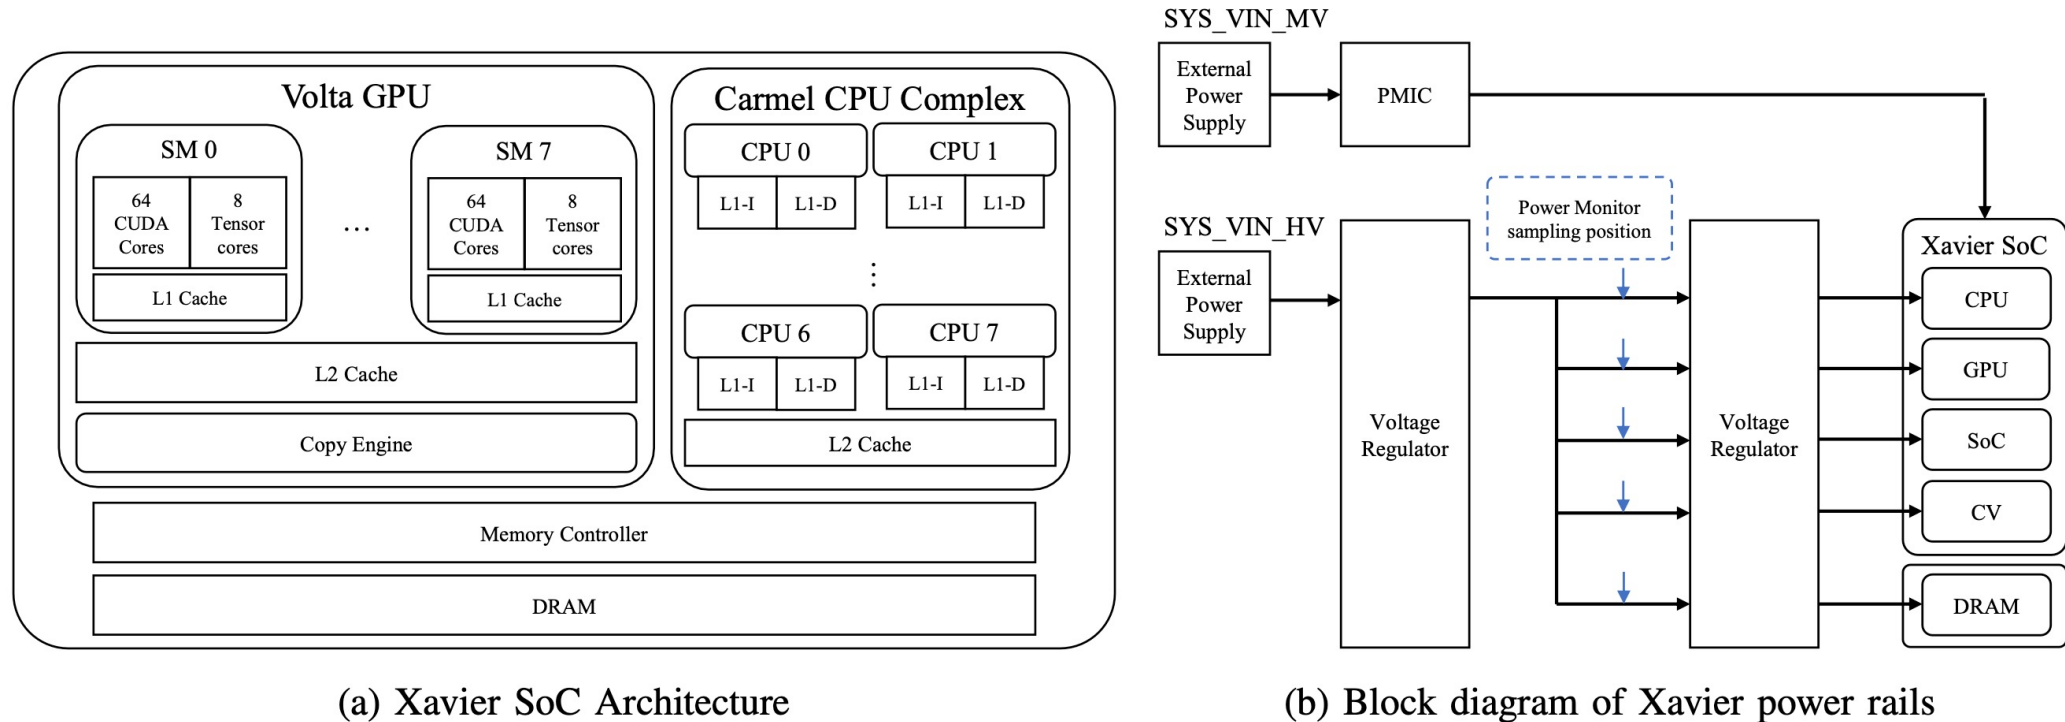 Volta GPU
SM 0
64
CUDA
Cores
8
Tensor
cores
L1 Cache
...
SM 7
64
CUDA
Cores
8
Tensor
cores
L1 Cache
L2 Cache
Copy Engine
Carmel CPU Complex
CPU 0
L1-I
L1-D
CPU 1
L1-I
L1-D
...
CPU 6
L1-I
L1-D
CPU 7
L1-I
L1-D
L2 Cache
Memory Controller
DRAM
(a) Xavier SoC Architecture
SYS_VIN_MV
External
Power
Supply
PMIC
SYS_VIN_HV
External
Power
Supply
Voltage
Regulator
Power Monitor
sampling position
Voltage
Regulator
Xavier SoC
CPU
GPU
SoC
CV
DRAM
(b) Block diagram of Xavier power rails